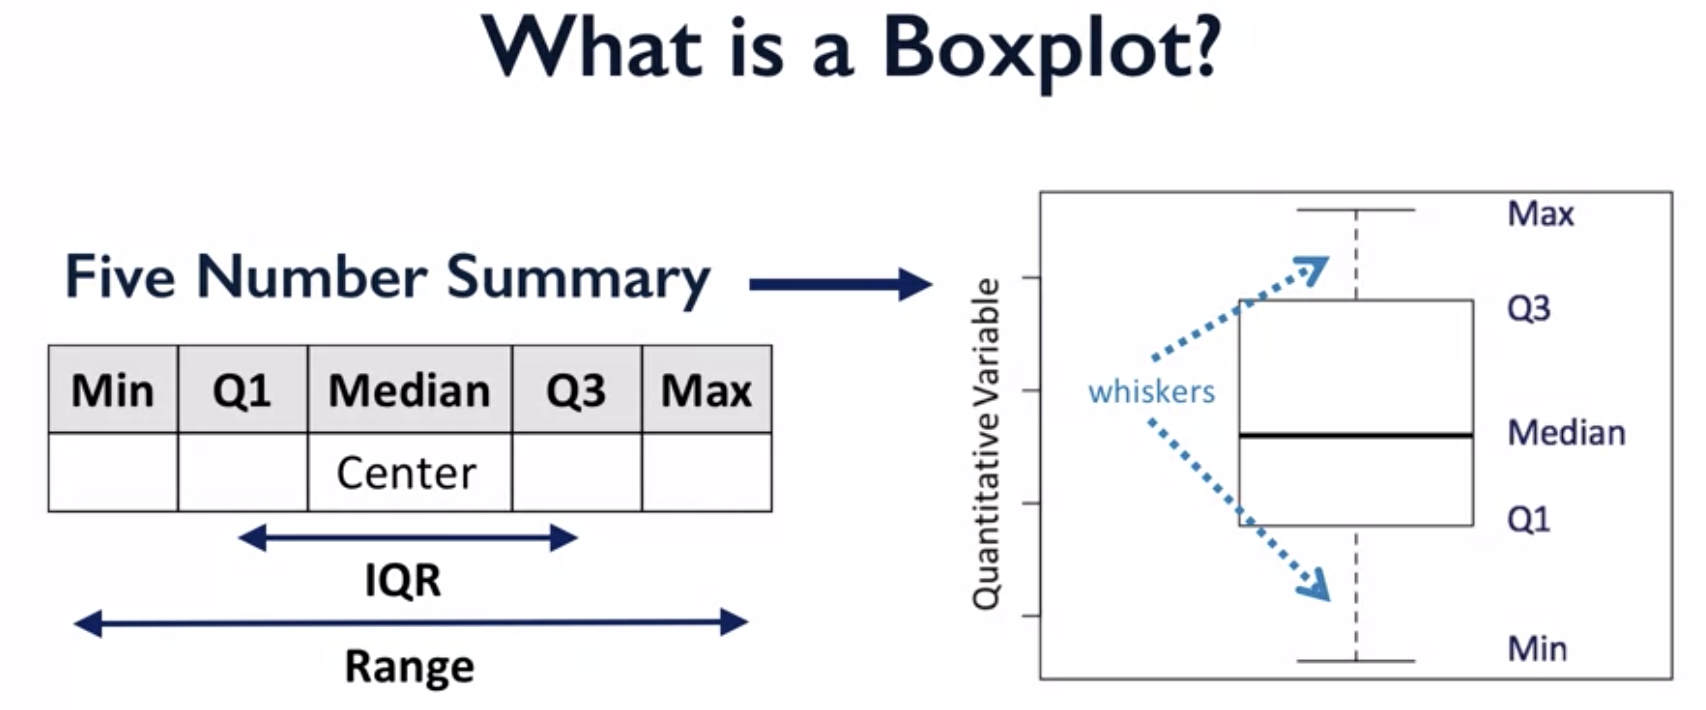 What is a Boxplot?
Five Number Summary
Min Q1 Median Q3 Max
Center
IQR
Range
Quantitative Variable
whiskers
Max
Q3
Median
Q1
Min